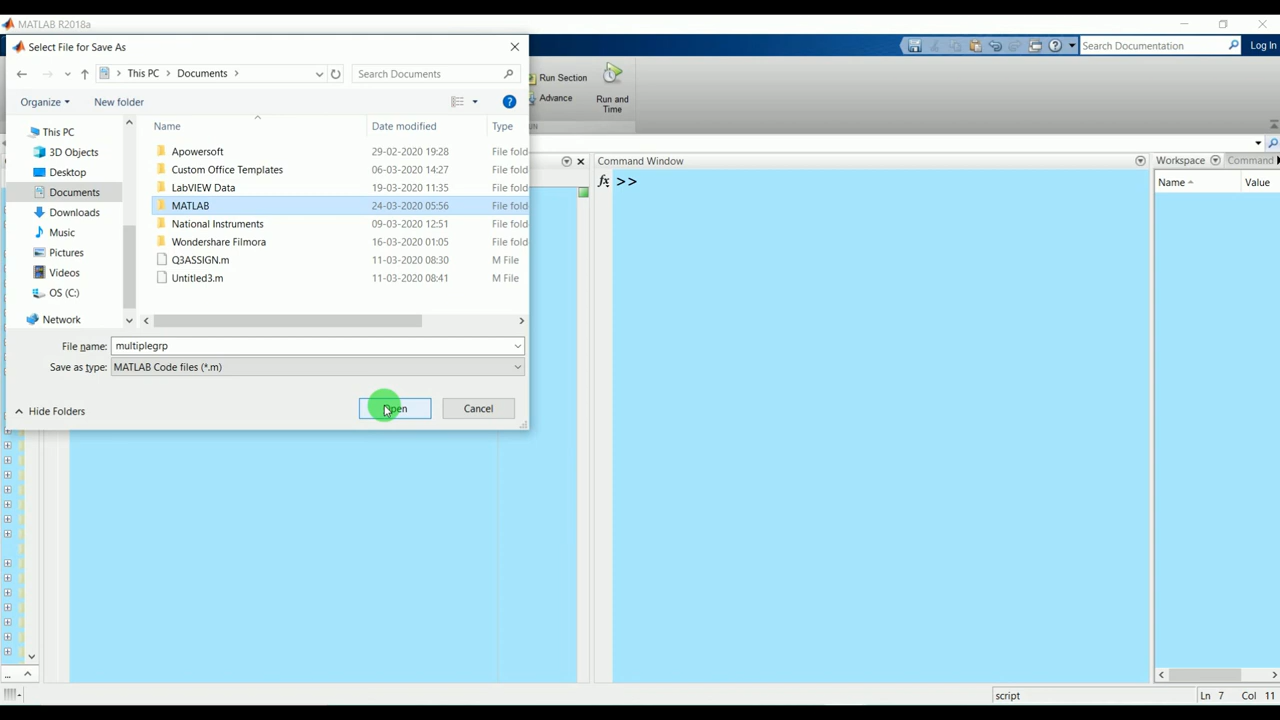 MATLAB R2018a
Select File for Save As
This PC
Documents
Search Documents
Search Documentation
Log In
Organize
New folder
Run Section
Advance
Run and
Time
Name
Date modified
Type
This PC
3D Objects
Desktop
Documents
Downloads
Music
Pictures
Videos
OS (C:)
Network
Apowersoft 29-02-2020 19:28 File fold
Custom Office Templates 06-03-2020 14:27 File fold
LabVIEW Data 19-03-2020 11:35 File fold
MATLAB 24-03-2020 05:56 File fold
National Instruments 09-03-2020 12:51 File fold
Wondershare Filmora 16-03-2020 01:05 File fold
Q3ASSIGN.m 11-03-2020 08:30 M File
Untitled3.m 11-03-2020 08:41 M File
File name: multiplegrp
Save as type: MATLAB Code files (*.m)
Hide Folders
Open
Cancel
Command Window
fx >>
Workspace
Command
Name
Value
...
script
Ln 7 Col 11